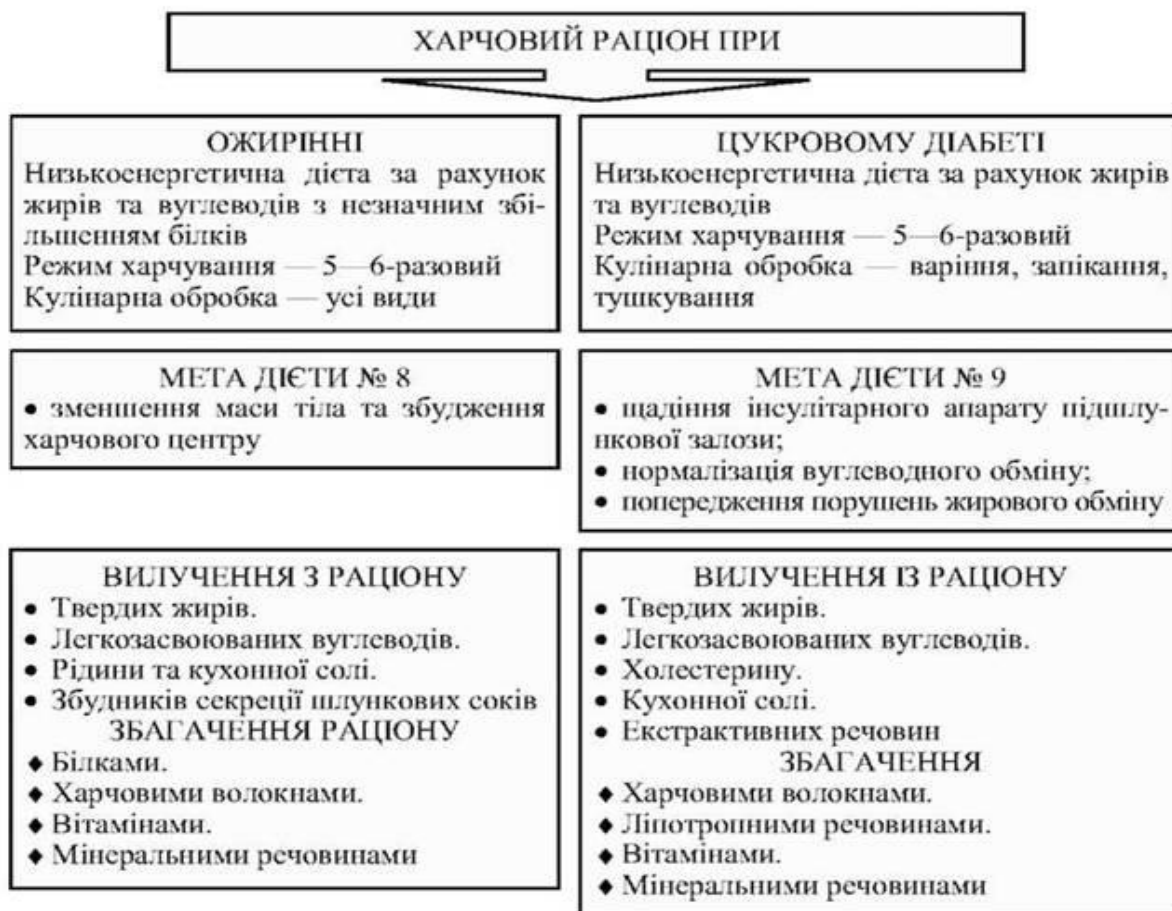 ХАРЧОВИЙ РАЦІОН ПРИ
ОЖИРІННІ
Низькоенергетична дієта за рахунок
жирів та вуглеводів з незначним збі-
льшенням білків
Режим харчування — 5—6-разовий
Кулінарна обробка — усі види
ЦУКРОВОМУ ДІАБЕТІ
Низькоенергетична дієта за рахунок жирів
та вуглеводів
Режим харчування — 5—6-разовий
Кулінарна обробка — варіння, запікання,
тушкування
МЕТА ДІЄТИ № 8
• зменшення маси тіла та збудження
харчового центру
МЕТА ДІЄТИ № 9
• щадіння інсулітарного апарату підшлу-
нкової залози;
• нормалізація вуглеводного обміну;
• попередження порушень жирового обміну
ВИЛУЧЕННЯ З РАЦІОНУ
• Твердих жирів.
• Легкозасвоюваних вуглеводів.
• Рідини та кухонної солі.
• Збудників секреції шлункових соків
ЗБАГАЧЕННЯ РАЦІОНУ
♦ Білками.
♦ Харчовими волокнами.
♦ Вітамінами.
♦ Мінеральними речовинами
ВИЛУЧЕННЯ ІЗ РАЦІОНУ
• Твердих жирів.
• Легкозасвоюваних вуглеводів.
• Холестерину.
• Кухонної солі.
• Екстрактивних речовин
ЗБАГАЧЕННЯ
♦ Харчовими волокнами.
♦ Ліпотропними речовинами.
♦ Вітамінами.
♦ Мінеральними речовинами